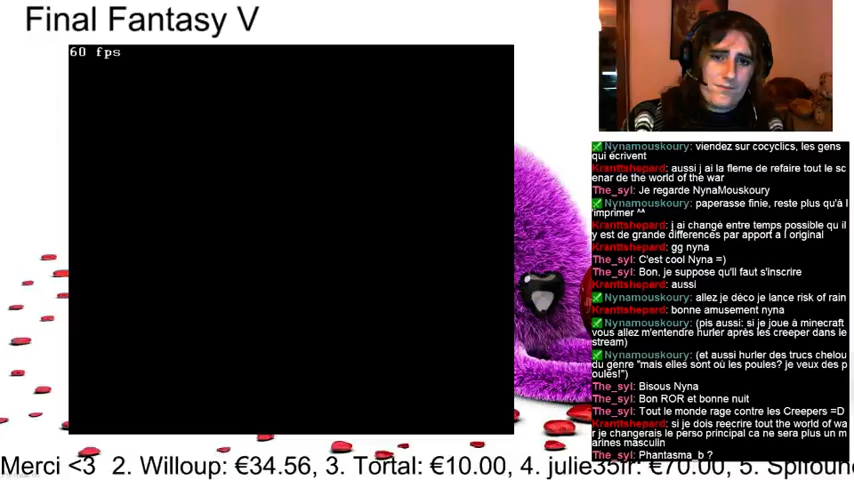 Final Fantasy V
60 fps
Nynamouskoury: viendez sur cocyclics, les gens
qui écrivent
Kranttshepard: aussi j ai la fleme de refaire tout le sc
enar de the world of the war
The_syl: Je regarde NynaMouskoury
Nynamouskoury: paperasse finie, reste plus qu'à l
'imprimer ^^
Kranttshepard: j ai changé entre temps possible qu il
y est de grande différences par apport a l original
Kranttshepard: gg nyna
The_syl: C'est cool Nyna =)
The_syl: Bon, je suppose qu'il faut s'inscrire
Kranttshepard: aussi
Nynamouskoury: allez je déco je lance risk of rain
Kranttshepard: bonne amusement nyna
Nynamouskoury: (pis aussi: si je joue à minecraft
vous allez m'entendre hurler après les creeper dans le
stream)
Nynamouskoury: (et aussi hurler des trucs chelou
du genre "mais elles sont où les poules? je veux des p
oules!")
The_syl: Bisous Nyna
The_syl: Bon ROR et bonne nuit
The_syl: Tout le monde rage contre les Creepers =D
Kranttshepard: si je dois reecrire tout the world of wa
r je changerais le perso principal ca ne sera plus un m
arines masculin
The_syl: Phantasma_b ?
Merci <3 2. Willoup: €34.56, 3. Tortal: €10.00, 4. julie35fr: €70.00, 5. Spifoun